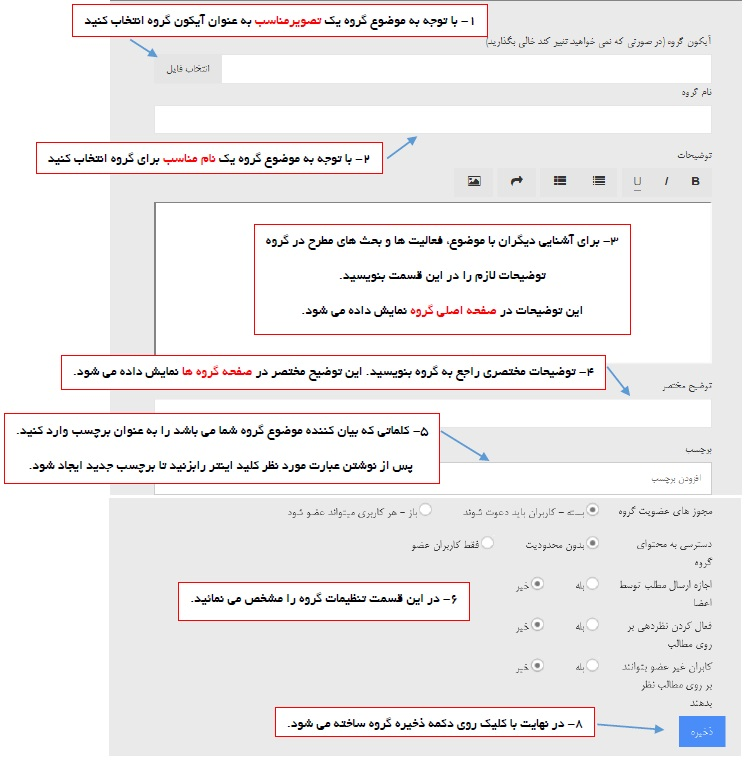 ۱- با توجه به موضوع گروه یک تصویرمناسب به عنوان آیکون گروه انتخاب کنید
آیکون گروه (در صورتی که نمی خواهید تغییر کند خالی بگذارید)
انتخاب فایل
نام گروه
۲- با توجه به موضوع گروه یک نام مناسب برای گروه انتخاب کنید
توضیحات
B I U
۳- برای آشنایی دیگران با موضوع، فعالیت ها و بحث های مطرح در گروه
توضیحات لازم را در این قسمت بنویسید.
این توضیحات در صفحه اصلی گروه نمایش داده می شود.
۴- توضیحات مختصری راجع به گروه بنویسید. این توضیح مختصر در صفحه گروه ها نمایش داده می شود.
توضیح مختصر
۵- کلماتی که بیان کننده موضوع گروه شما می باشد را به عنوان برچسب وارد کنید.
پس از نوشتن عبارت مورد نظر کلید اینتر رابزنید تا برچسب جدید ایجاد شود.
برچسب
افزودن برچسب
مجوز های عضویت گروه
بسته - کاربران باید دعوت شوند
باز - هر کاربری میتواند عضو شود
دسترسی به محتوای
گروه
بدون محدودیت
فقط کاربران عضو
اجازه ارسال مطلب توسط
اعضا
بله
خیر
۶- در این قسمت تنظیمات گروه را مشخص می نمائید.
فعال کردن نظردهی بر
روی مطالب
بله
خیر
کابران غیر عضو بتوانند
بر روی مطالب نظر
بدهند
بله
خیر
۸- در نهایت با کلیک روی دکمه ذخیره گروه ساخته می شود.
ذخیره